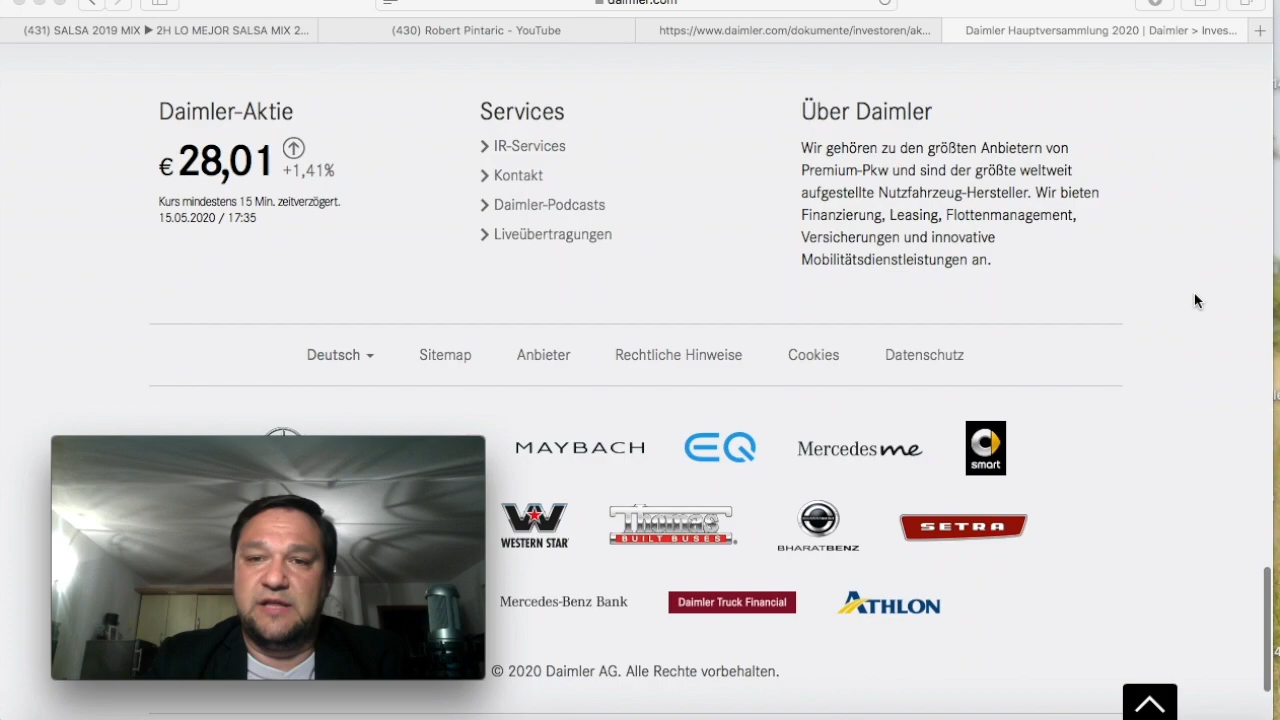 daimler.com
(431) SALSA 2019 MIX ▶ 2H LO MEJOR SALSA MIX 2...
(430) Robert Pintaric - YouTube
https://www.daimler.com/dokumente/investoren/ak...
Daimler Hauptversammlung 2020 | Daimler > Inves...
Daimler-Aktie
€ 28,01
+1,41%
Kurs mindestens 15 Min. zeitverzögert.
15.05.2020 / 17:35
Services
IR-Services
Kontakt
Daimler-Podcasts
Liveübertragungen
Über Daimler
Wir gehören zu den größten Anbietern von
Premium-Pkw und sind der größte weltweit
aufgestellte Nutzfahrzeug-Hersteller. Wir bieten
Finanzierung, Leasing, Flottenmanagement,
Versicherungen und innovative
Mobilitätsdienstleistungen an.
Deutsch
Sitemap
Anbieter
Rechtliche Hinweise
Cookies
Datenschutz
MAYBACH
EQ
Mercedes me
smart
WESTERN STAR
Thomas
BUILT BUSES
BHARATBENZ
SETRA
Mercedes-Benz Bank
Daimler Truck Financial
ATHLON
© 2020 Daimler AG. Alle Rechte vorbehalten.